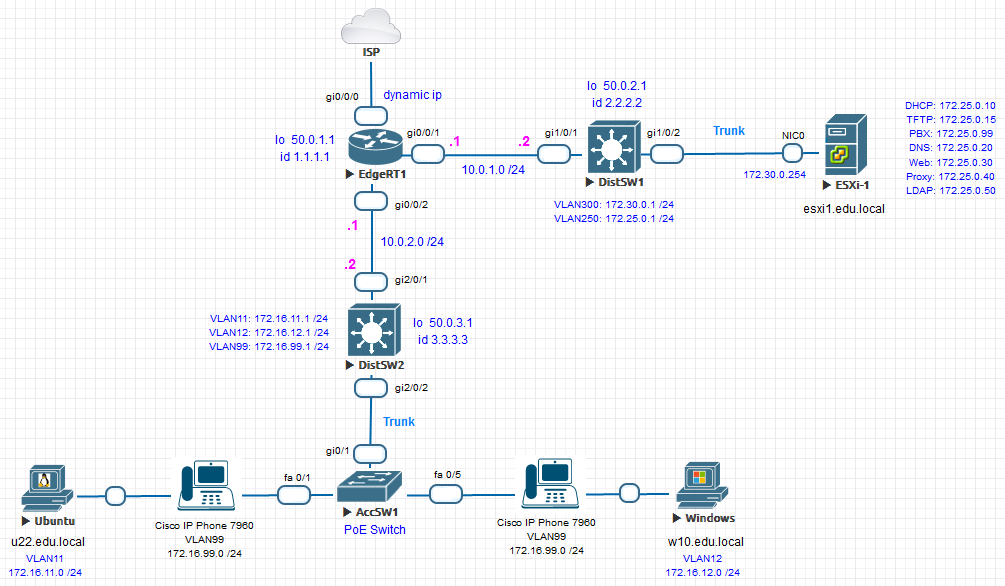 ISP
gi0/0/0
dynamic ip
lo 50.0.1.1
id 1.1.1.1
gi0/0/1
.1
EdgeRT1
10.0.1.0 /24
.2
gi1/0/1
lo 50.0.2.1
id 2.2.2.2
gi1/0/2
DistSW1
VLAN300: 172.30.0.1 /24
VLAN250: 172.25.0.1 /24
Trunk
NIC0
172.30.0.254
ESXi-1
esxi1.edu.local
DHCP: 172.25.0.10
TFTP: 172.25.0.15
PBX: 172.25.0.99
DNS: 172.25.0.20
Web: 172.25.0.30
Proxy: 172.25.0.40
LDAP: 172.25.0.50
gi0/0/2
.1
10.0.2.0 /24
.2
gi2/0/1
VLAN11: 172.16.11.1 /24
VLAN12: 172.16.12.1 /24
VLAN99: 172.16.99.1 /24
lo 50.0.3.1
id 3.3.3.3
DistSW2
gi2/0/2
Trunk
gi0/1
fa 0/1
fa 0/5
AccSW1
PoE Switch
Ubuntu
u22.edu.local
VLAN11
172.16.11.0 /24
Cisco IP Phone 7960
VLAN99
172.16.99.0 /24
Cisco IP Phone 7960
VLAN99
172.16.99.0 /24
Windows
w10.edu.local
VLAN12
172.16.12.0 /24